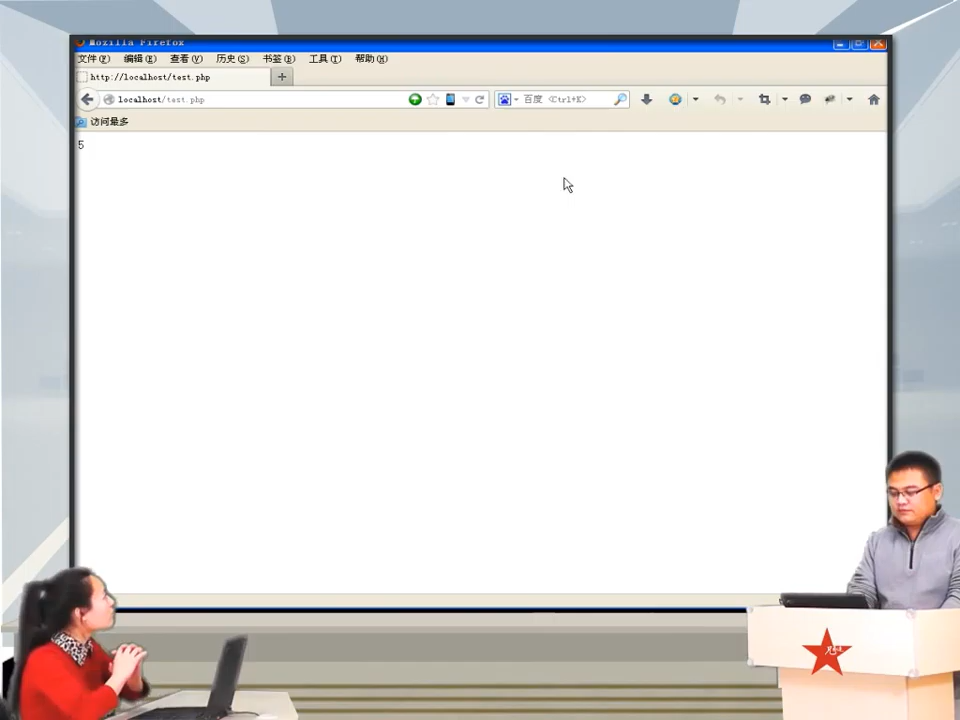 Mozilla Firefox
文件(F) 编辑(E) 查看(V) 历史(S) 书签(B) 工具(T) 帮助(H)
http://localhost/test.php +
localhost/test.php 百度 <Ctrl+K>
访问最多
5